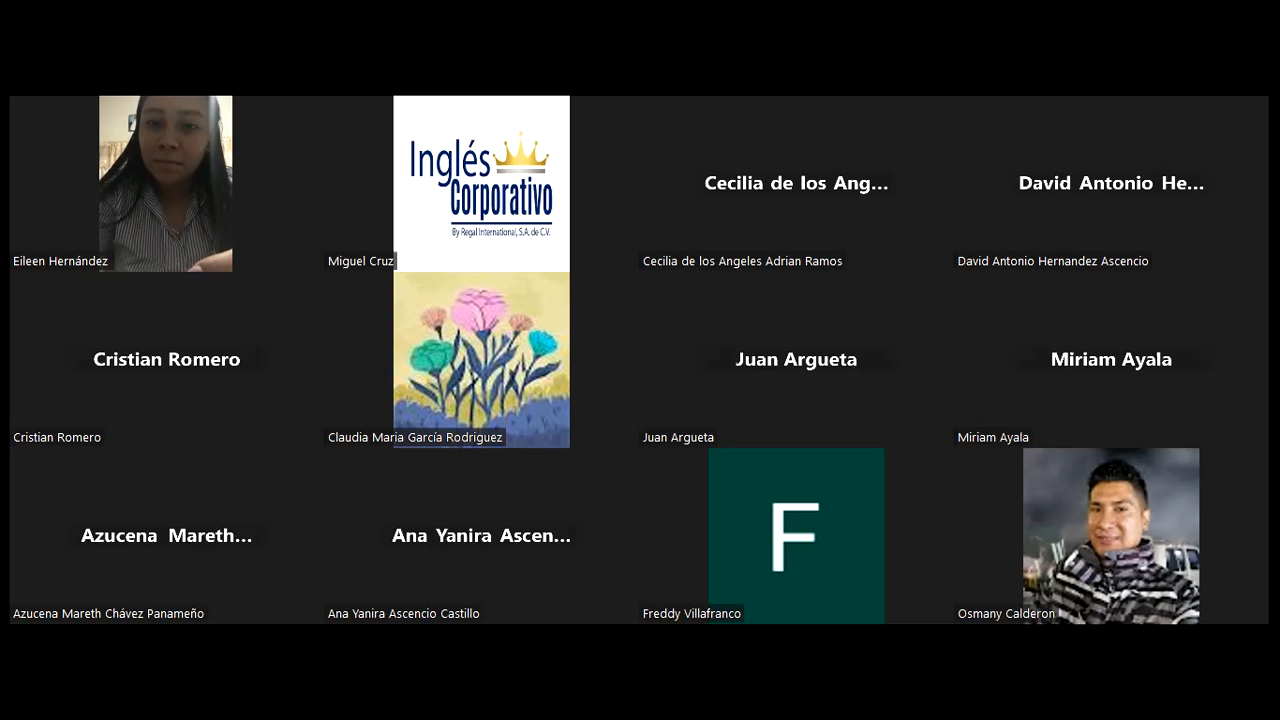 Inglés
Corporativo
By Regal International, S.A. de C.V.
Cecilia de los Ang...
David Antonio He...
Eileen Hernández
Miguel Cruz
Cecilia de los Angeles Adrian Ramos
David Antonio Hernandez Ascencio
Cristian Romero
Juan Argueta
Miriam Ayala
Cristian Romero
Claudia Maria García Rodriguez
Juan Argueta
Miriam Ayala
Azucena Mareth...
Ana Yanira Ascen...
F
Azucena Mareth Chávez Panameño
Ana Yanira Ascencio Castillo
Freddy Villafranco
Osmany Calderon